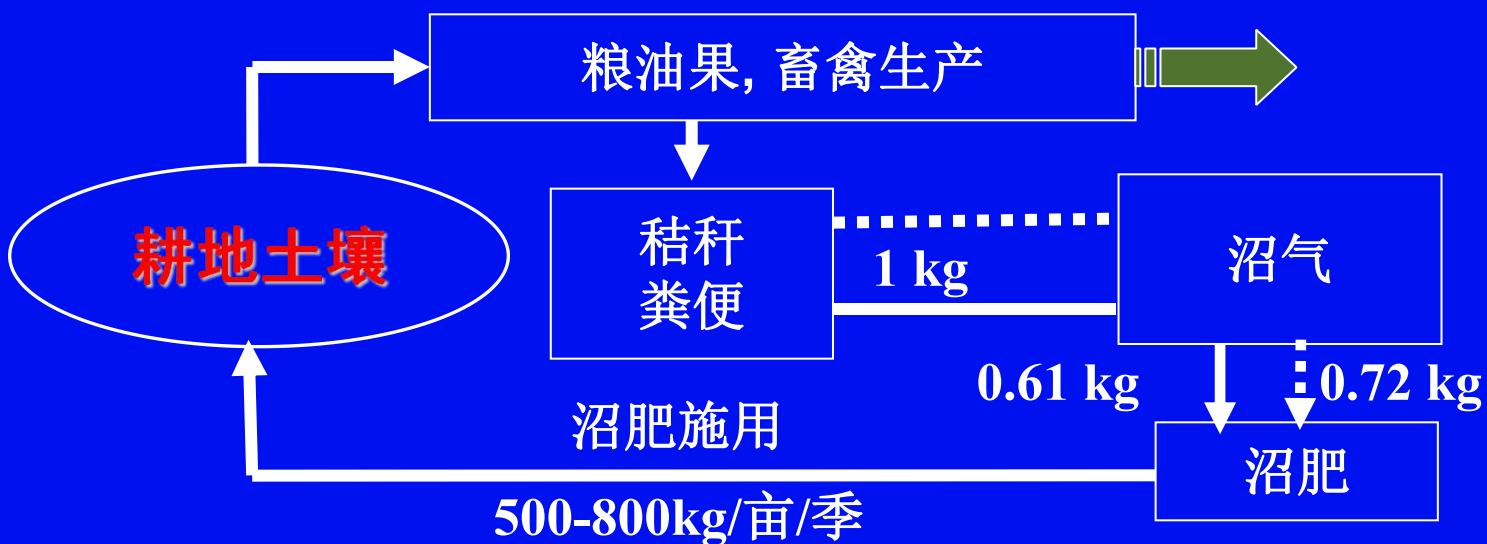 粮油果, 畜禽生产
耕地土壤
秸秆
粪便
1 kg
沼气
0.61 kg
0.72 kg
沼肥施用
沼肥
500-800kg/亩/季